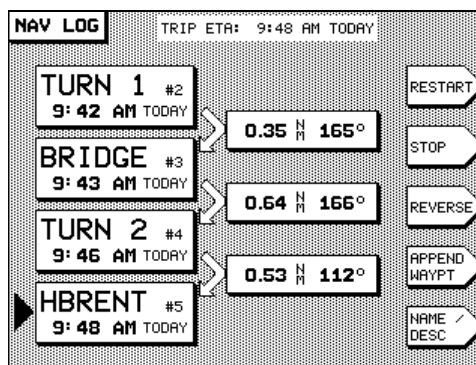 NAV LOG
TRIP ETA: 9:48 AM TODAY
TURN 1 #2
9:42 AM TODAY
0.35 NM 165°
BRIDGE #3
9:43 AM TODAY
0.64 NM 166°
TURN 2 #4
9:46 AM TODAY
0.53 NM 112°
HBRENT #5
9:48 AM TODAY
RESTART
STOP
REVERSE
APPEND
WAYPT
NAME /
DESC